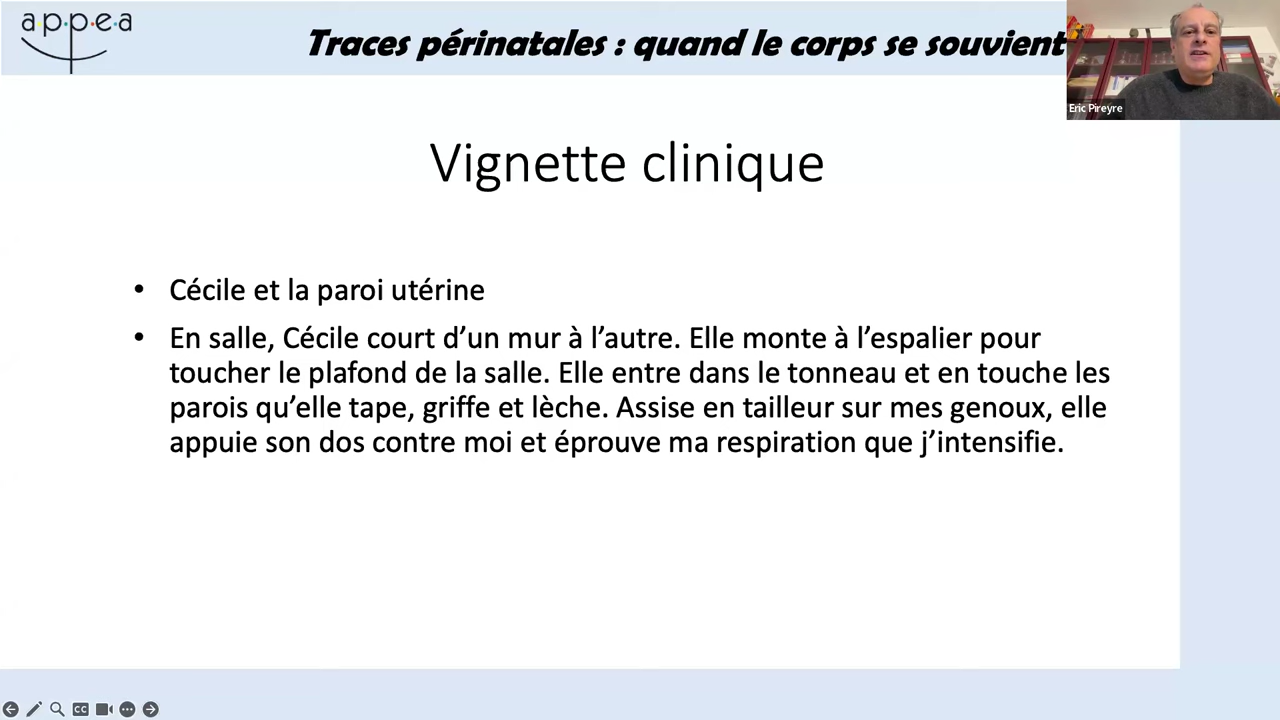 appea
Traces périnatales : quand le corps se souvient
Eric Pireyre
Vignette clinique
• Cécile et la paroi utérine
• En salle, Cécile court d’un mur à l’autre. Elle monte à l’espalier pour
toucher le plafond de la salle. Elle entre dans le tonneau et en touche les
parois qu’elle tape, griffe et lèche. Assise en tailleur sur mes genoux, elle
appuie son dos contre moi et éprouve ma respiration que j’intensifie.
CC